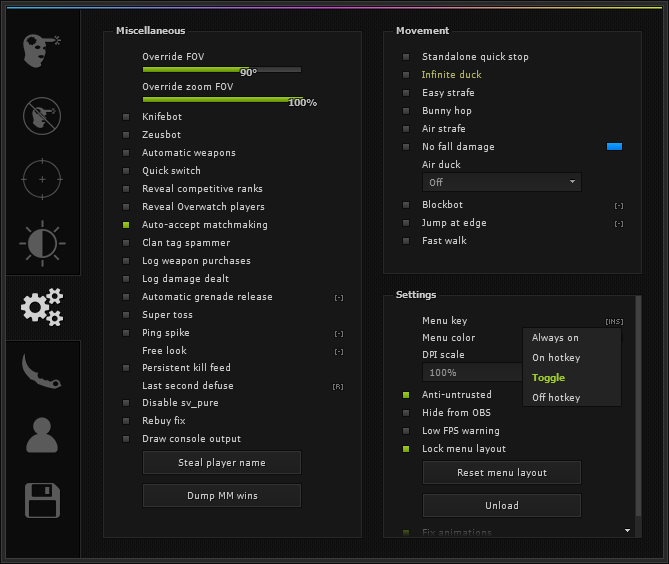 Miscellaneous
Override FOV
90°
Override zoom FOV
100%
Knifebot
Zeusbot
Automatic weapons
Quick switch
Reveal competitive ranks
Reveal Overwatch players
Auto-accept matchmaking
Clan tag spammer
Log weapon purchases
Log damage dealt
Automatic grenade release [-]
Super toss
Ping spike [-]
Free look [-]
Persistent kill feed
Last second defuse [R]
Disable sv_pure
Rebuy fix
Draw console output
Steal player name
Dump MM wins
Movement
Standalone quick stop
Infinite duck
Easy strafe
Bunny hop
Air strafe
No fall damage
Air duck
Off
Blockbot [-]
Jump at edge [-]
Fast walk
Settings
Menu key [INS]
Menu color
DPI scale
100%
Always on
On hotkey
Toggle
Off hotkey
Anti-untrusted
Hide from OBS
Low FPS warning
Lock menu layout
Reset menu layout
Unload
Fix animations